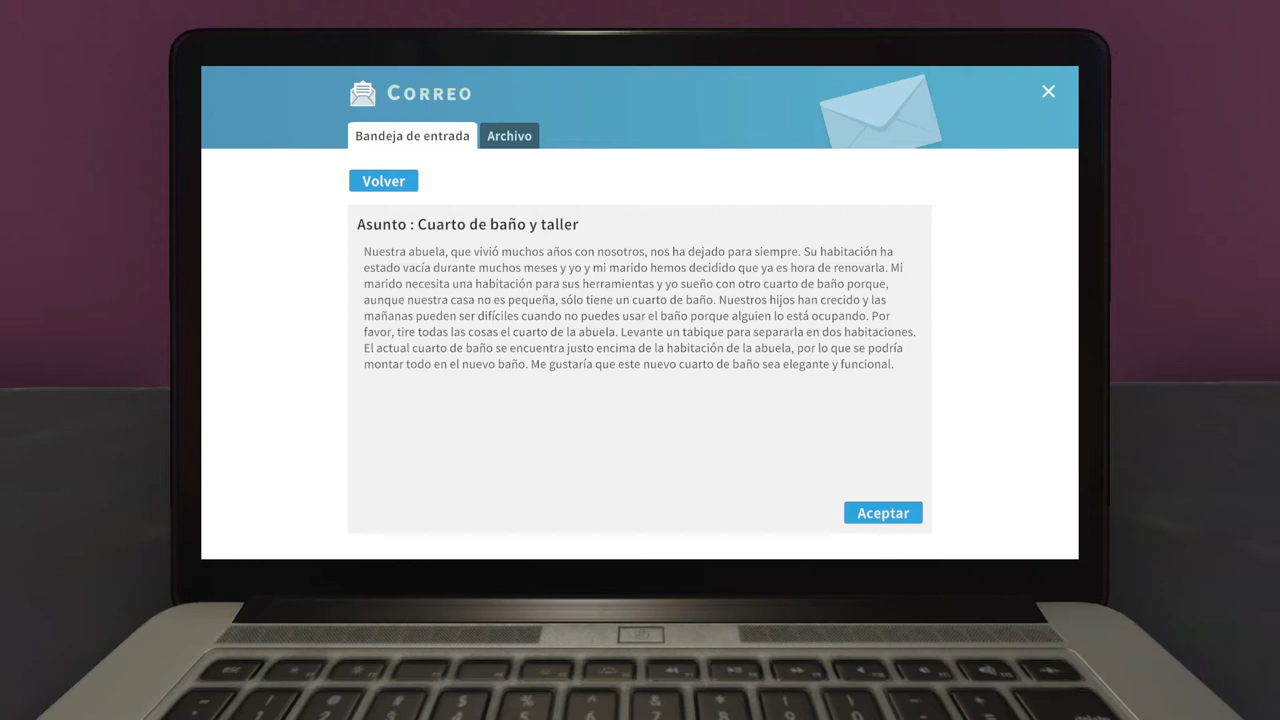 CORREO
Bandeja de entrada
Archivo
Volver
Asunto : Cuarto de baño y taller
Nuestra abuela, que vivió muchos años con nosotros, nos ha dejado para siempre. Su habitación ha
estado vacía durante muchos meses y yo y mi marido hemos decidido que ya es hora de renovarla. Mi
marido necesita una habitación para sus herramientas y yo sueño con otro cuarto de baño porque,
aunque nuestra casa no es pequeña, sólo tiene un cuarto de baño. Nuestros hijos han crecido y las
mañanas pueden ser difíciles cuando no puedes usar el baño porque alguien lo está ocupando. Por
favor, tire todas las cosas el cuarto de la abuela. Levante un tabique para separarla en dos habitaciones.
El actual cuarto de baño se encuentra justo encima de la habitación de la abuela, por lo que se podría
montar todo en el nuevo baño. Me gustaría que este nuevo cuarto de baño sea elegante y funcional.
Aceptar